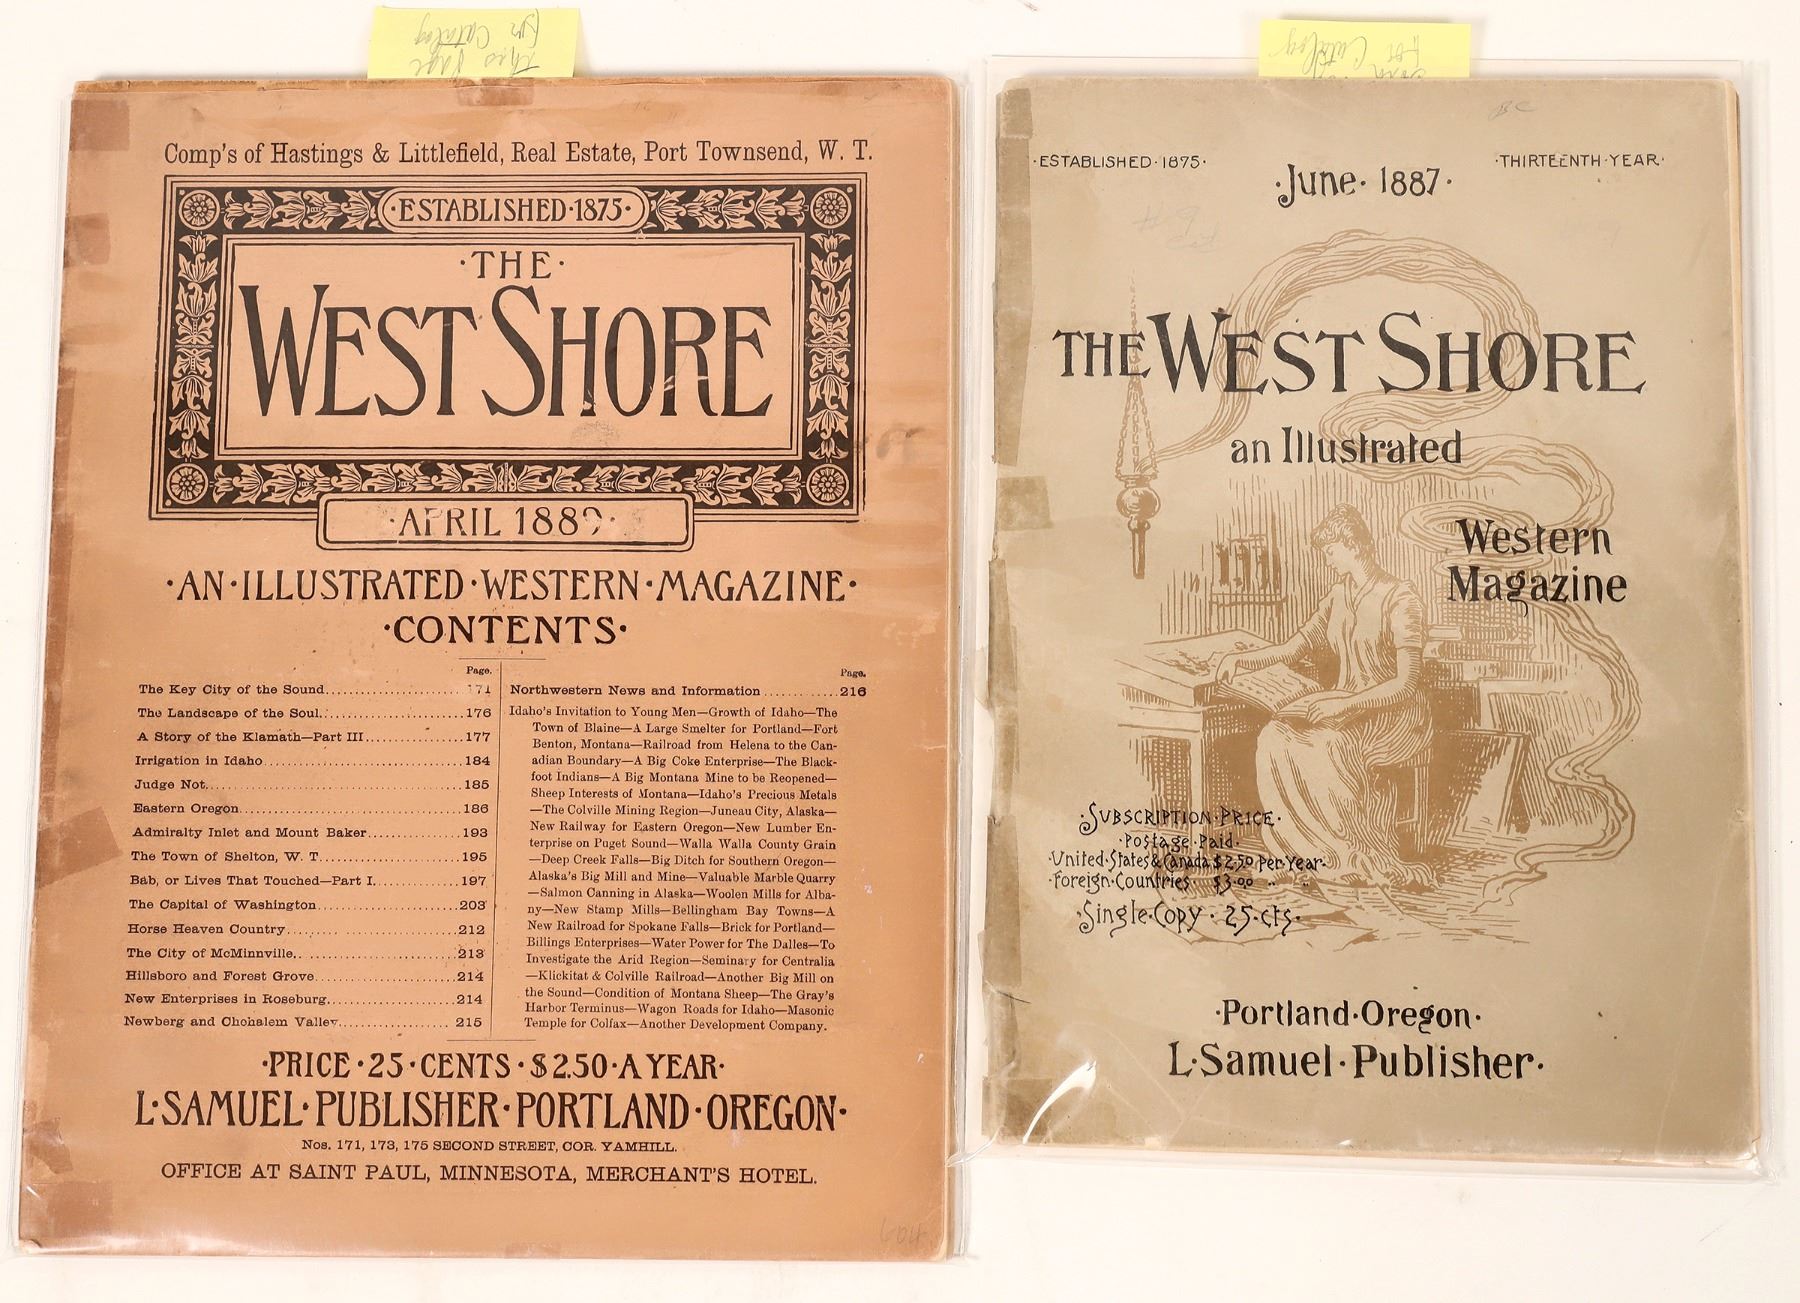 this Page
for Catalog
Comp's of Hastings & Littlefield, Real Estate, Port Townsend, W. T.
·ESTABLISHED·1875·
·THE·
WEST SHORE
·APRIL 1889·
·AN·ILLUSTRATED·WESTERN·MAGAZINE·
·CONTENTS·
Page.
The Key City of the Sound 171
The Landscape of the Soul 176
A Story of the Klamath—Part III 177
Irrigation in Idaho 184
Judge Not 185
Eastern Oregon 186
Admiralty Inlet and Mount Baker 193
The Town of Shelton, W. T. 195
Bab, or Lives That Touched—Part I 197
The Capital of Washington 203
Horse Heaven Country 212
The City of McMinnville 213
Hillsboro and Forest Grove 214
New Enterprises in Roseburg 214
Newberg and Chohalem Valley 215
Page.
Northwestern News and Information 216
Idaho's Invitation to Young Men—Growth of Idaho—The
Town of Blaine—A Large Smelter for Portland—Fort
Benton, Montana—Railroad from Helena to the Can-
adian Boundary—A Big Coke Enterprise—The Black-
foot Indians—A Big Montana Mine to be Reopened—
Sheep Interests of Montana—Idaho's Precious Metals
—The Colville Mining Region—Juneau City, Alaska—
New Railway for Eastern Oregon—New Lumber En-
terprise on Puget Sound—Walla Walla County Grain
—Deep Creek Falls—Big Ditch for Southern Oregon—
Alaska's Big Mill and Mine—Valuable Marble Quarry
—Salmon Canning in Alaska—Woolen Mills for Alba-
ny—New Stamp Mills—Bellingham Bay Towns—A
New Railroad for Spokane Falls—Brick for Portland—
Billings Enterprises—Water Power for The Dalles—To
Investigate the Arid Region—Seminary for Centralia
—Klickitat & Colville Railroad—Another Big Mill on
the Sound—Condition of Montana Sheep—The Gray's
Harbor Terminus—Wagon Roads for Idaho—Masonic
Temple for Colfax—Another Development Company.
·PRICE·25·CENTS·$2.50·A YEAR·
L·SAMUEL·PUBLISHER·PORTLAND·OREGON·
Nos. 171, 173, 175 SECOND STREET, COR. YAMHILL.
OFFICE AT SAINT PAUL, MINNESOTA, MERCHANT'S HOTEL.
For
Catalog
·ESTABLISHED·1875·
·THIRTEENTH·YEAR·
·June· 1887·
THE WEST SHORE
an Illustrated
Western
Magazine
·Subscription·Price·
·Postage·Paid·
·United·States&Canada $2.50 per·Year·
·Foreign·Countries $3.00 " "
·Single·Copy·25·cts·
·Portland·Oregon·
L·Samuel·Publisher·